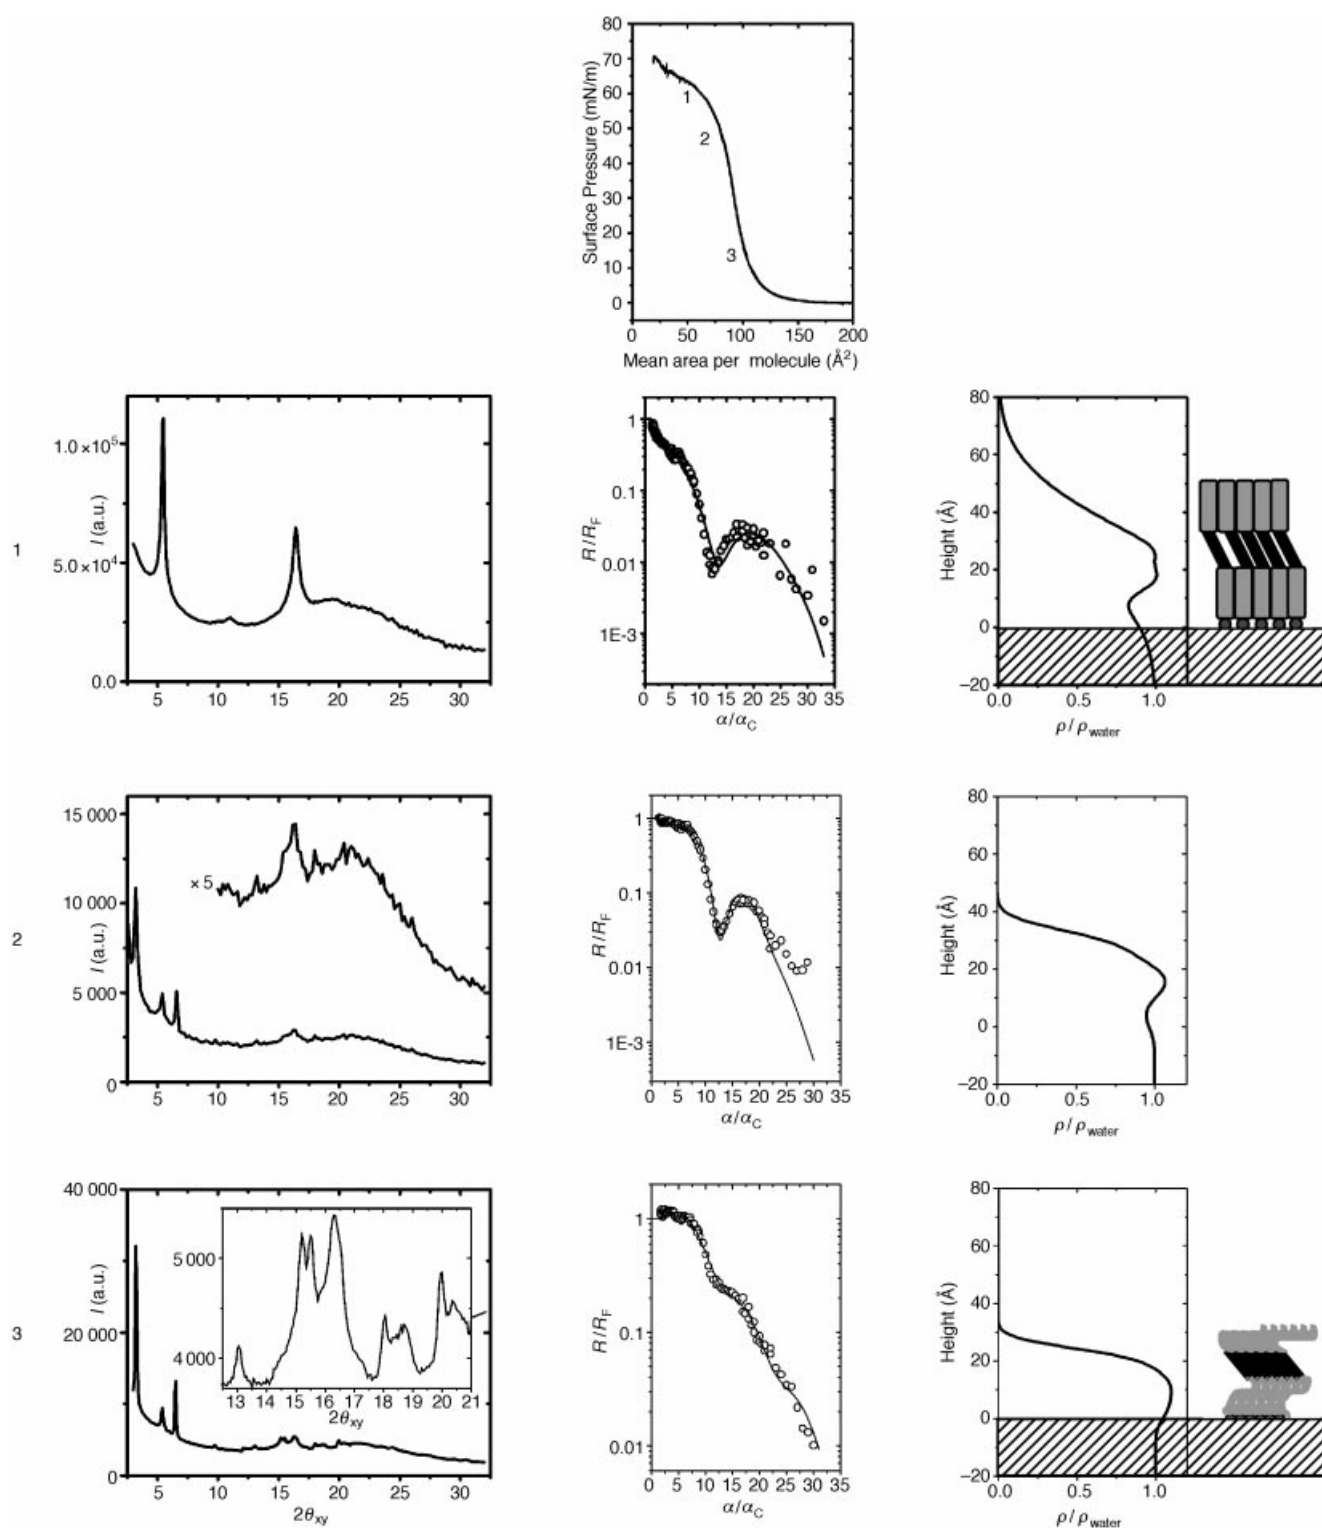 80
70
60
50
40
30
20
10
0
Surface Pressure (mN/m)
1
2
3
0 50 100 150 200
Mean area per molecule (Å²)
1
1.0 ×10⁵
5.0 ×10⁴
0.0
I (a.u.)
5 10 15 20 25 30
1
0.1
0.01
1E-3
R/R_F
0 5 10 15 20 25 30 35
α/α_C
80
60
40
20
0
–20
Height (Å)
0.0 0.5 1.0
ρ / ρ_water
2
15 000
10 000
5 000
0
I (a.u.)
× 5
5 10 15 20 25 30
1
0.1
0.01
1E-3
R/R_F
0 5 10 15 20 25 30 35
α/α_C
80
60
40
20
0
–20
Height (Å)
0.0 0.5 1.0
ρ / ρ_water
3
40 000
20 000
0
I (a.u.)
5 000
4 000
13 14 15 16 17 18 19 20 21
2θ_xy
5 10 15 20 25 30
2θ_xy
1
0.1
0.01
R/R_F
0 5 10 15 20 25 30 35
α/α_C
80
60
40
20
0
–20
Height (Å)
0.0 0.5 1.0
ρ / ρ_water